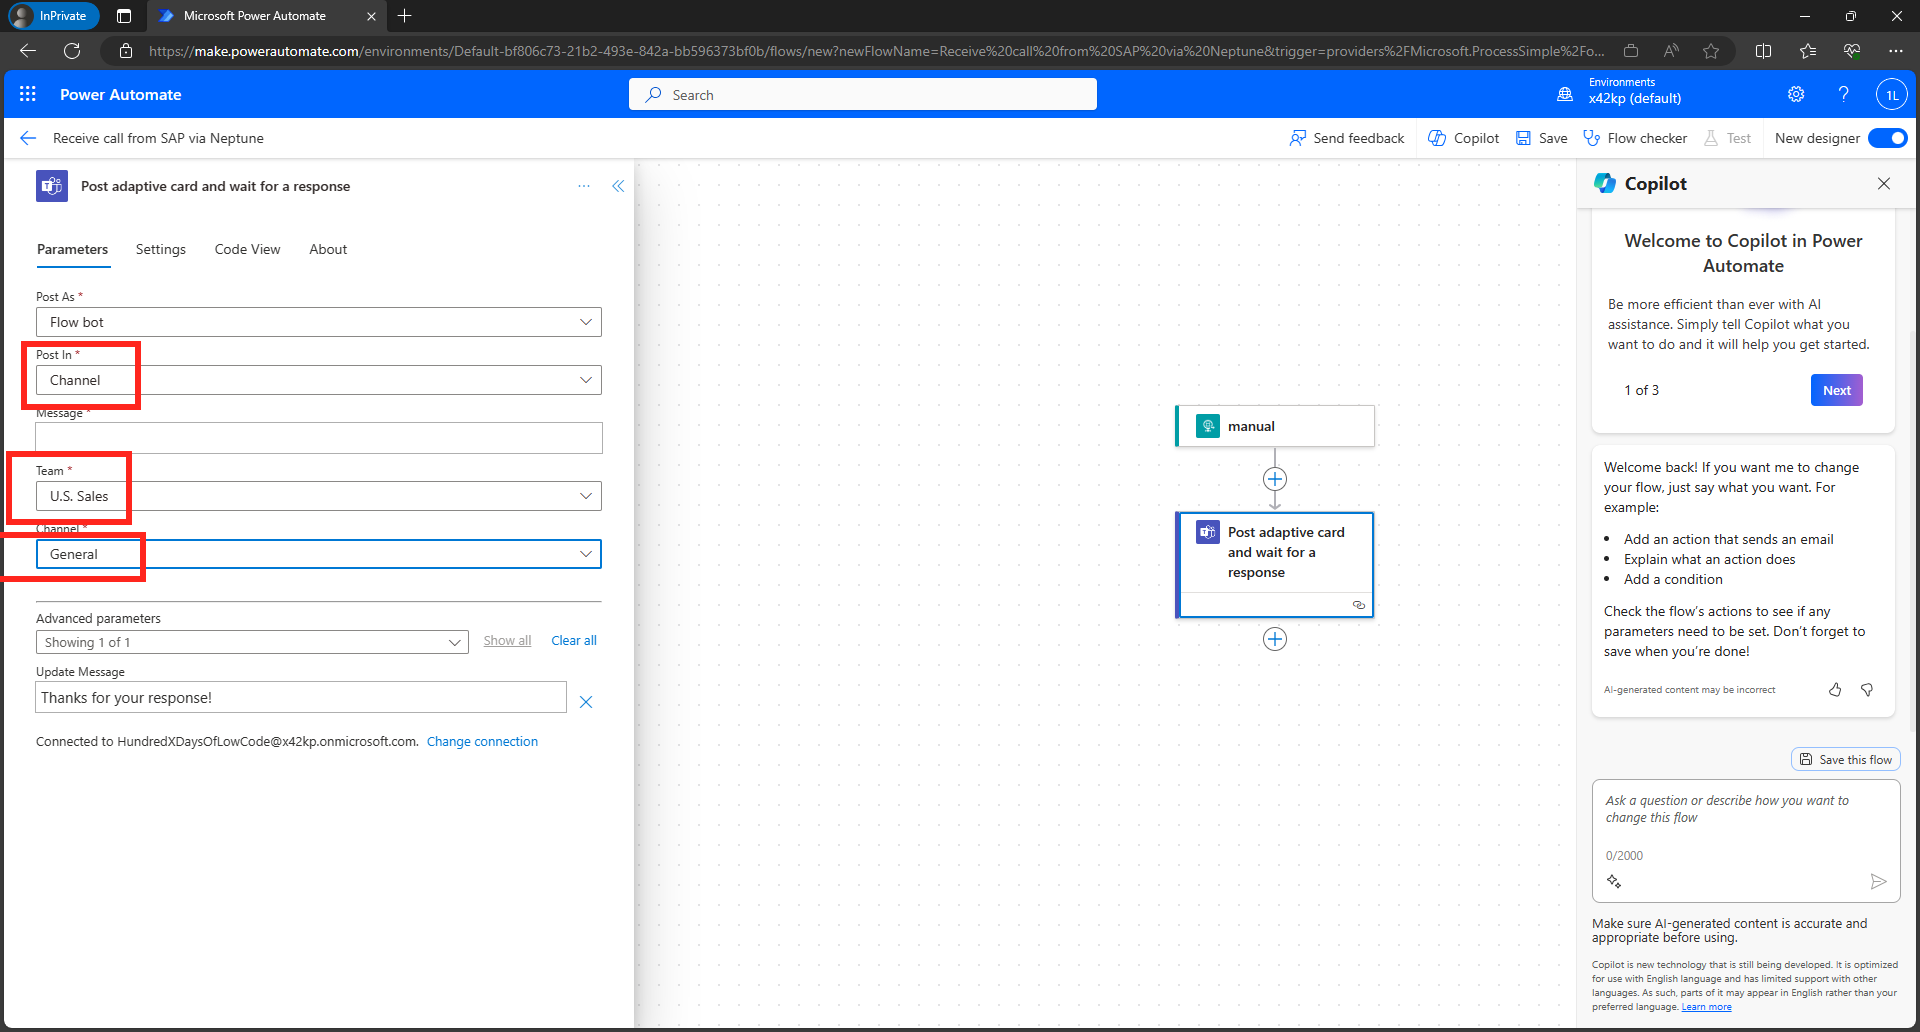 InPrivate
Microsoft Power Automate
https://make.powerautomate.com/environments/Default-bf806c73-21b2-493e-842a-bb596373bf0b/flows/new?newFlowName=Receive%20call%20from%20SAP%20via%20Neptune&trigger=providers%2FMicrosoft.ProcessSimple%2Fo...
Power Automate
Search
Environments
x42kp (default)
1L
Receive call from SAP via Neptune
Send feedback
Copilot
Save
Flow checker
Test
New designer
Post adaptive card and wait for a response
Parameters
Settings
Code View
About
Post As *
Flow bot
Post In *
Channel
Message *
Team *
U.S. Sales
Channel *
General
Advanced parameters
Showing 1 of 1
Show all
Clear all
Update Message
Thanks for your response!
Connected to HundredXDaysOfLowCode@x42kp.onmicrosoft.com. Change connection
manual
Post adaptive card
and wait for a
response
Copilot
Welcome to Copilot in Power
Automate
Be more efficient than ever with AI
assistance. Simply tell Copilot what you
want to do and it will help you get started.
1 of 3
Next
Welcome back! If you want me to change
your flow, just say what you want. For
example:
• Add an action that sends an email
• Explain what an action does
• Add a condition
Check the flow's actions to see if any
parameters need to be set. Don't forget to
save when you're done!
AI-generated content may be incorrect
Save this flow
Ask a question or describe how you want to
change this flow
0/2000
Make sure AI-generated content is accurate and
appropriate before using.
Copilot is new technology that is still being developed. It is optimized
for use with English language and has limited support with other
languages. As such, parts of it may appear in English rather than your
preferred language. Learn more